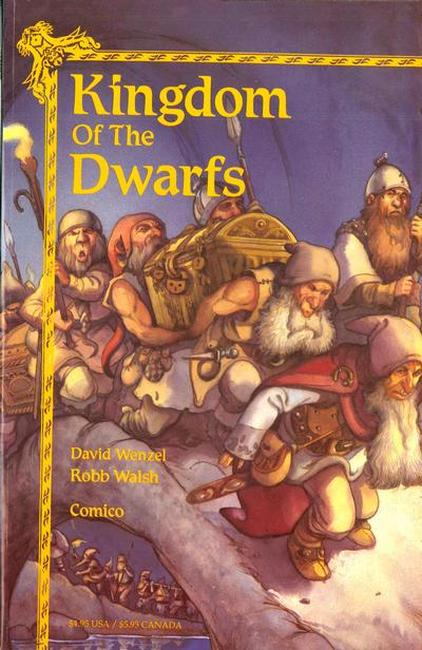 Kingdom
Of The
Dwarfs
David Wenzel
Robb Walsh
Comico
$4.95 USA / $5.95 CANADA